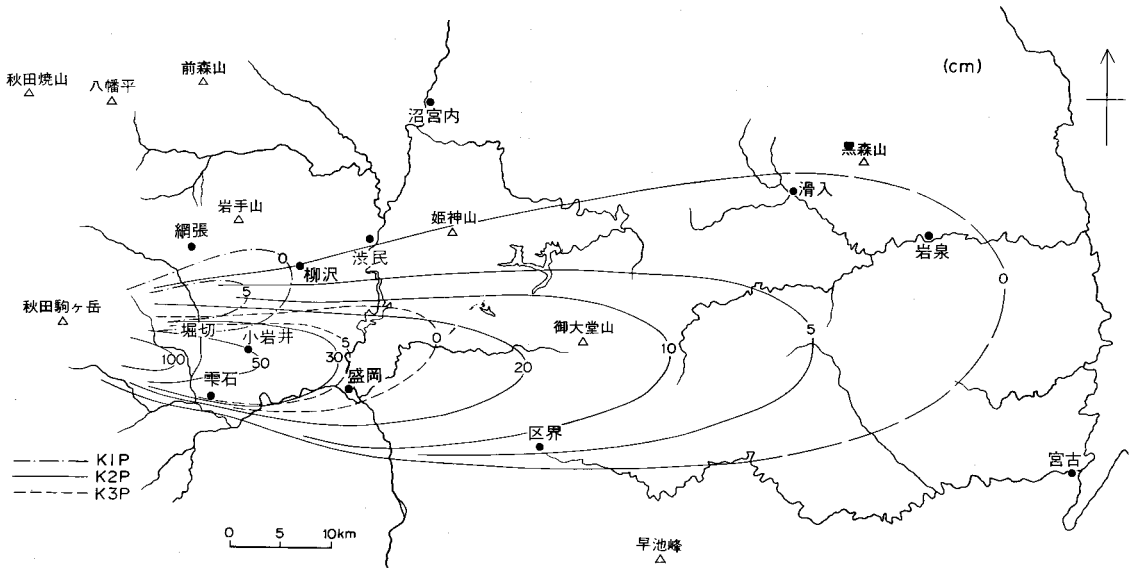 前森山
秋田焼山
八幡平
(cm)
沼宮内
黒森山
滑入
岩手山
姫神山
網張
渋民
岩泉
0
柳沢
0
秋田駒ヶ岳
5
堀切
小岩井
5
0
御大堂山
10
5
100
50
30
20
雫石
盛岡
区界
K1P
K2P
K3P
宮古
0 5 10km
早池峰